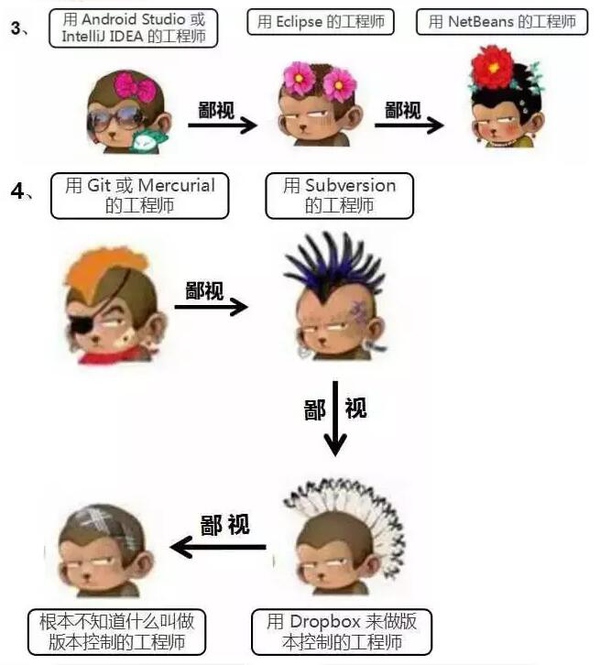 3、
用 Android Studio 或
IntelliJ IDEA 的工程师
用 Eclipse 的工程师
用 NetBeans 的工程师
鄙视
鄙视
4、
用 Git 或 Mercurial
的工程师
用 Subversion
的工程师
鄙视
鄙 视
鄙 视
根本不知道什么叫做
版本控制的工程师
用 Dropbox 来做版
本控制的工程师